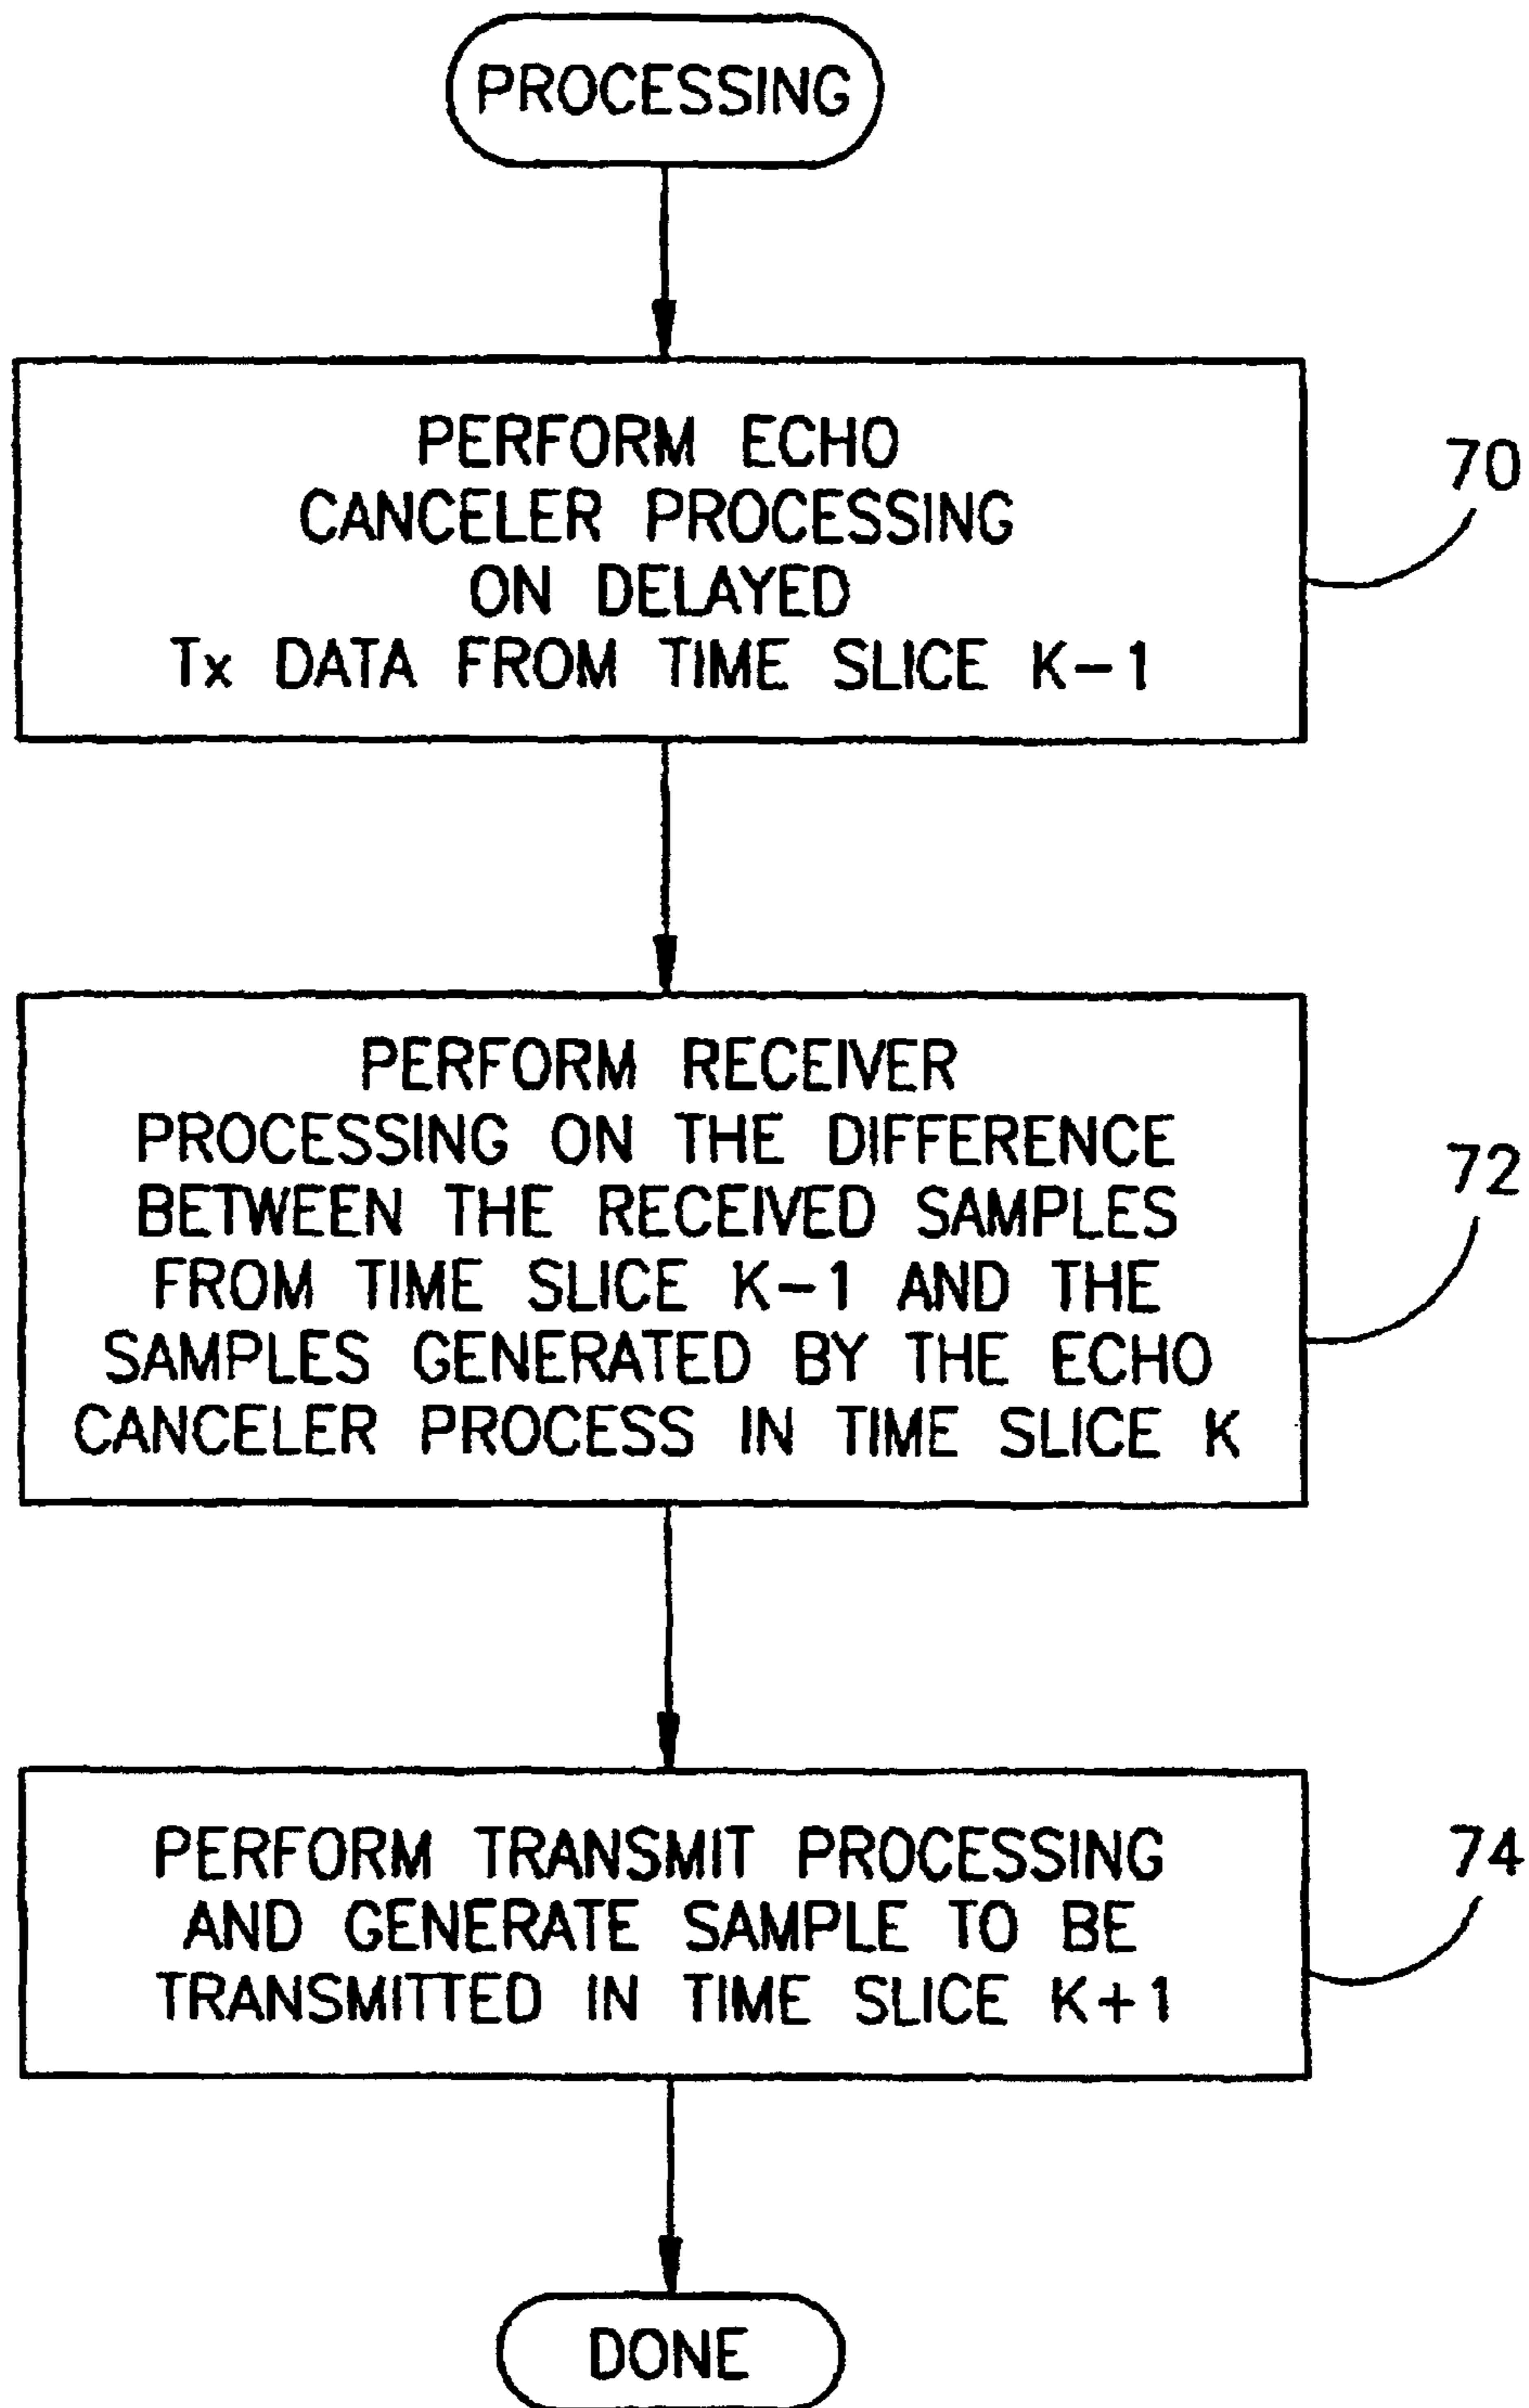 PROCESSING
PERFORM ECHO
CANCELER PROCESSING
ON DELAYED
Tx DATA FROM TIME SLICE K-1
70
PERFORM RECEIVER
PROCESSING ON THE DIFFERENCE
BETWEEN THE RECEIVED SAMPLES
FROM TIME SLICE K-1 AND THE
SAMPLES GENERATED BY THE ECHO
CANCELER PROCESS IN TIME SLICE K
72
PERFORM TRANSMIT PROCESSING
AND GENERATE SAMPLE TO BE
TRANSMITTED IN TIME SLICE K+1
74
DONE